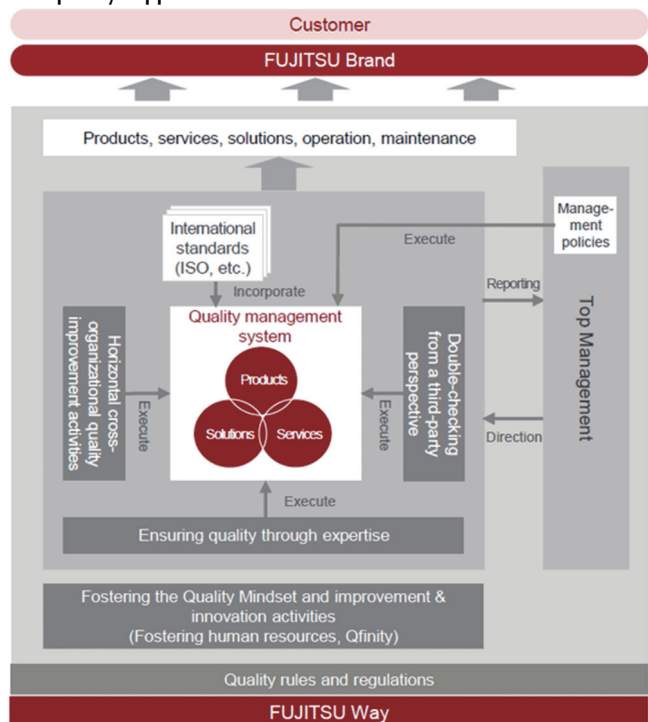 Customer
FUJITSU Brand
Products, services, solutions, operation, maintenance
International
standards
(ISO, etc.)
Manage-
ment
policies
Execute
Incorporate
Reporting
Quality management
system
Horizontal cross-
organizational quality
improvement activities
Execute
Products
Solutions
Services
Execute
Double-checking
from a third-party
perspective
Top Management
Direction
Execute
Ensuring quality through expertise
Fostering the Quality Mindset and improvement &
innovation activities
(Fostering human resources, Qfinity)
Quality rules and regulations
FUJITSU Way